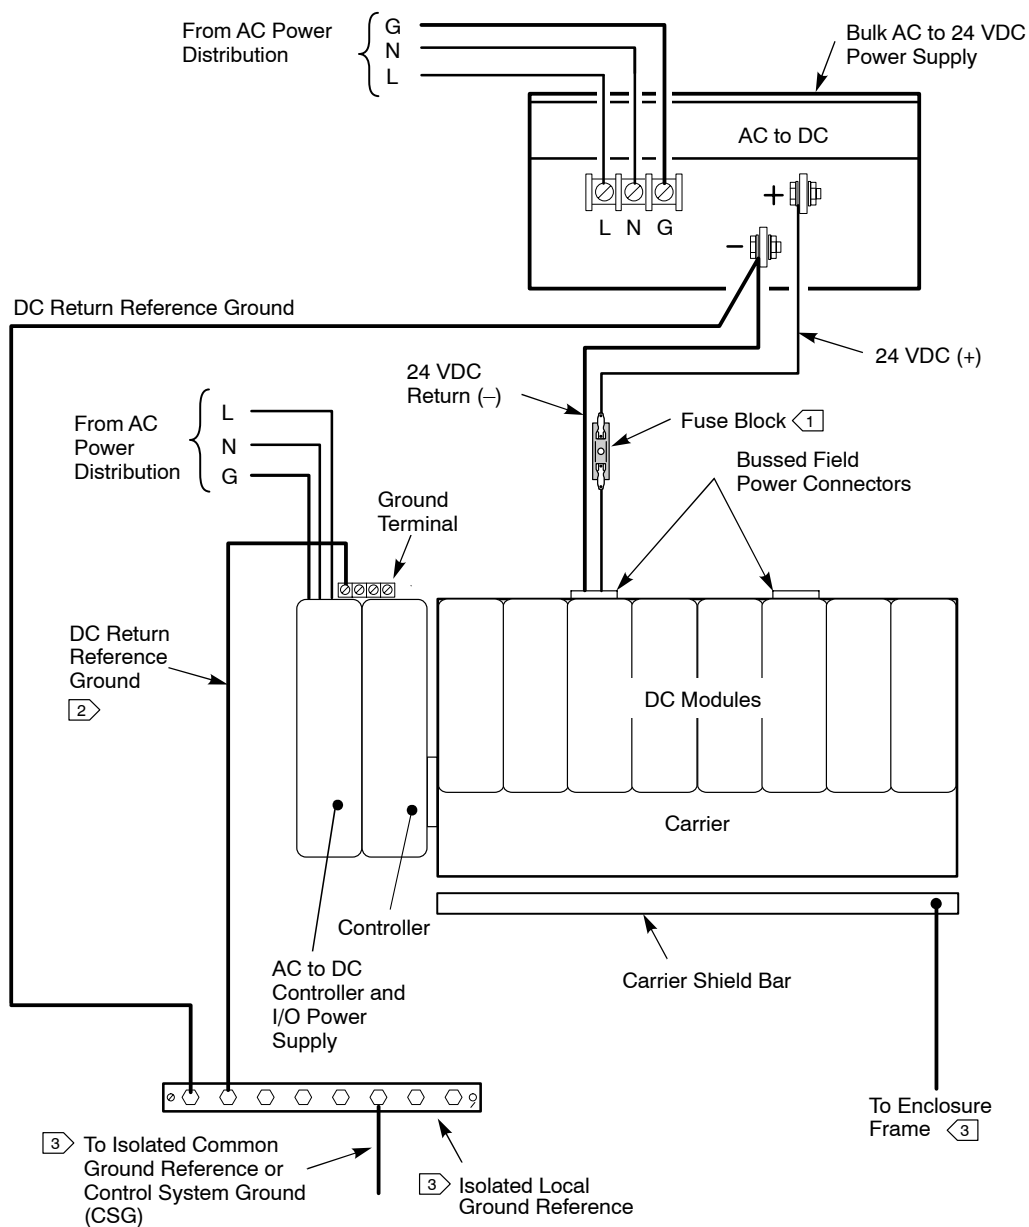 From AC Power
Distribution
G
N
L
Bulk AC to 24 VDC
Power Supply
AC to DC
+
L N G
−
DC Return Reference Ground
24 VDC (+)
24 VDC
Return (−)
From AC
Power
Distribution
L
N
G
Fuse Block 1
Bussed Field
Power Connectors
Ground
Terminal
DC Return
Reference
Ground
2
DC Modules
Carrier
Controller
AC to DC
Controller and
I/O Power
Supply
Carrier Shield Bar
To Enclosure
Frame 3
3 To Isolated Common
Ground Reference or
Control System Ground
(CSG)
3 Isolated Local
Ground Reference